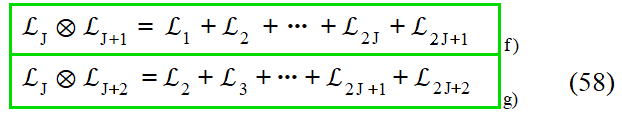 ℒ_J ⊗ ℒ_{J+1} = ℒ_1 + ℒ_2 + ··· + ℒ_{2J} + ℒ_{2J+1} f)
ℒ_J ⊗ ℒ_{J+2} = ℒ_2 + ℒ_3 + ··· + ℒ_{2J+1} + ℒ_{2J+2} g) (58)